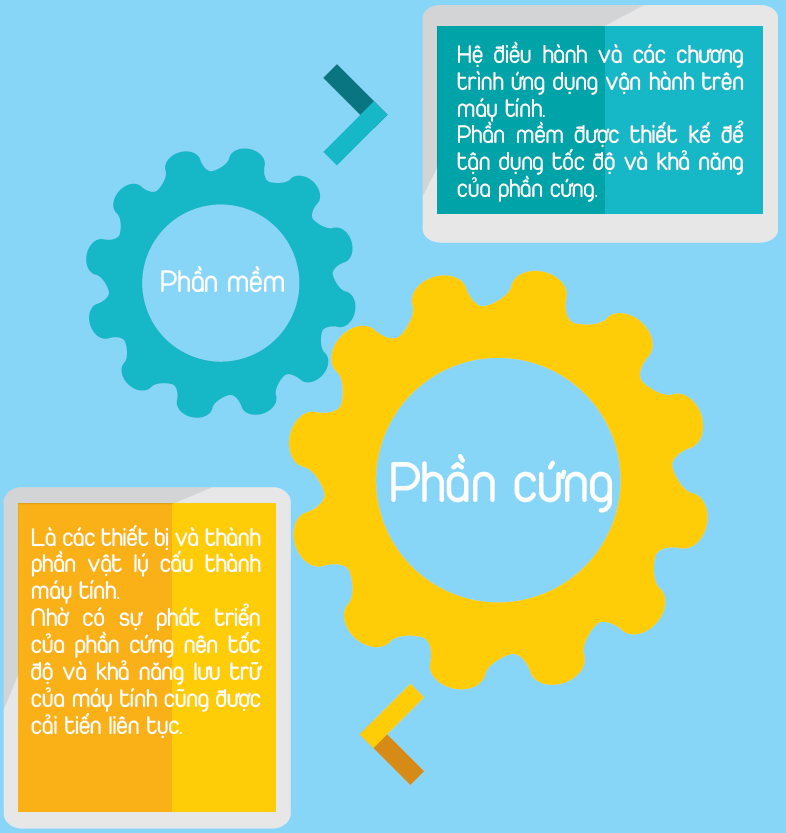 Hệ điều hành và các chương
trình ứng dụng vận hành trên
máy tính.
Phần mềm được thiết kế để
tận dụng tốc độ và khả năng
của phần cứng.
Phần mềm
Phần cứng
Là các thiết bị và thành
phần vật lý cấu thành
máy tính.
Nhờ có sự phát triển
của phần cứng nên tốc
độ và khả năng lưu trữ
của máy tính cũng được
cải tiến liên tục.